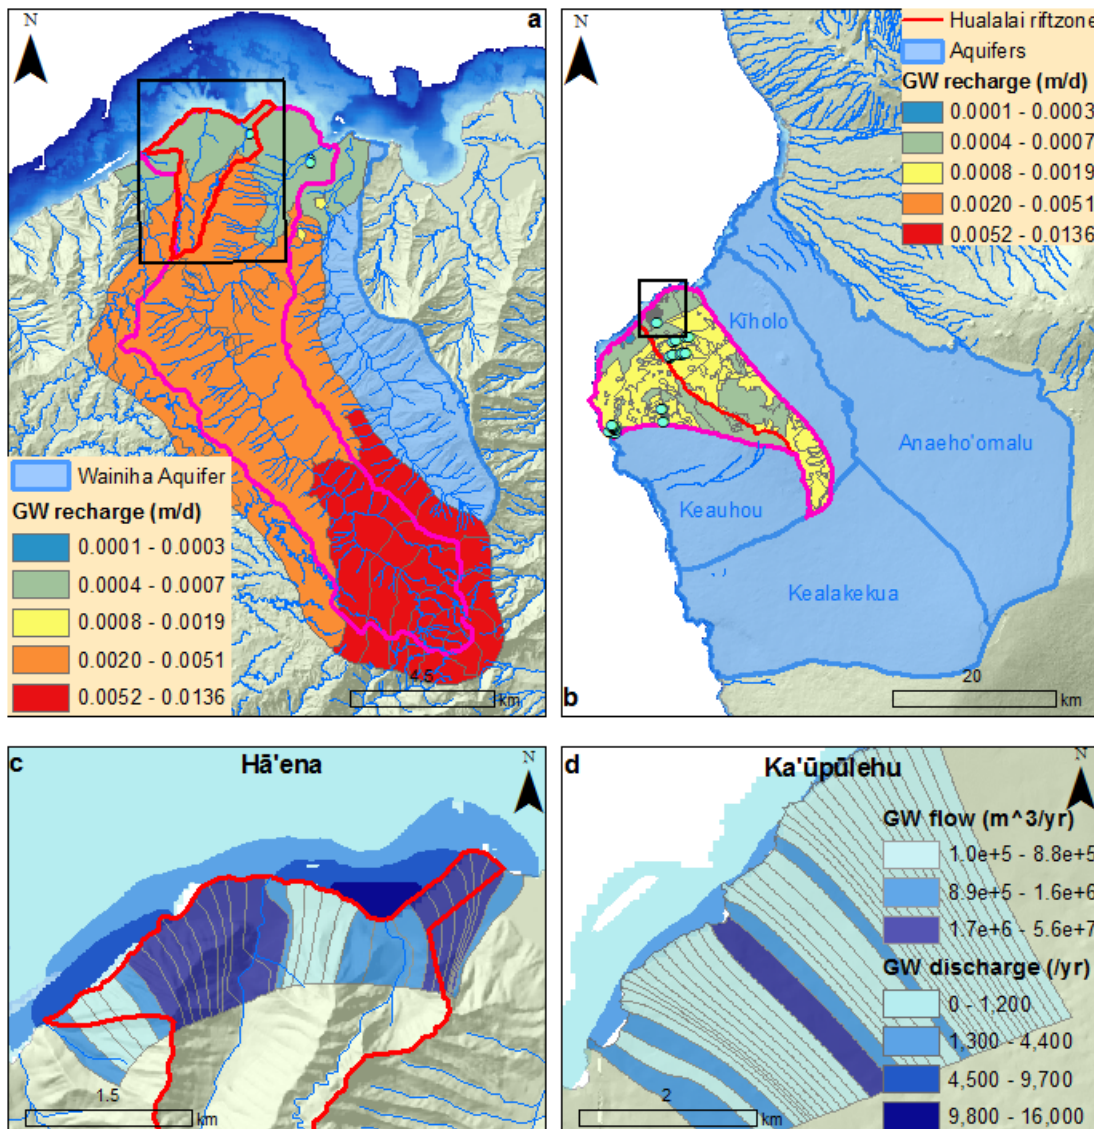 N
a
Wainiha Aquifer
GW recharge (m/d)
0.0001 - 0.0003
0.0004 - 0.0007
0.0008 - 0.0019
0.0020 - 0.0051
0.0052 - 0.0136
4.5
km
N
Hualalai riftzone
Aquifers
GW recharge (m/d)
0.0001 - 0.0003
0.0004 - 0.0007
0.0008 - 0.0019
0.0020 - 0.0051
0.0052 - 0.0136
Kīholo
Anaeho'omalu
Keauhou
Kealakekua
b
20
km
c
Hā'ena
N
1.5
km
d
Ka'ūpūlehu
N
GW flow (m^3/yr)
1.0e+5 - 8.8e+5
8.9e+5 - 1.6e+6
1.7e+6 - 5.6e+7
GW discharge (/yr)
0 - 1,200
1,300 - 4,400
4,500 - 9,700
9,800 - 16,000
2
km